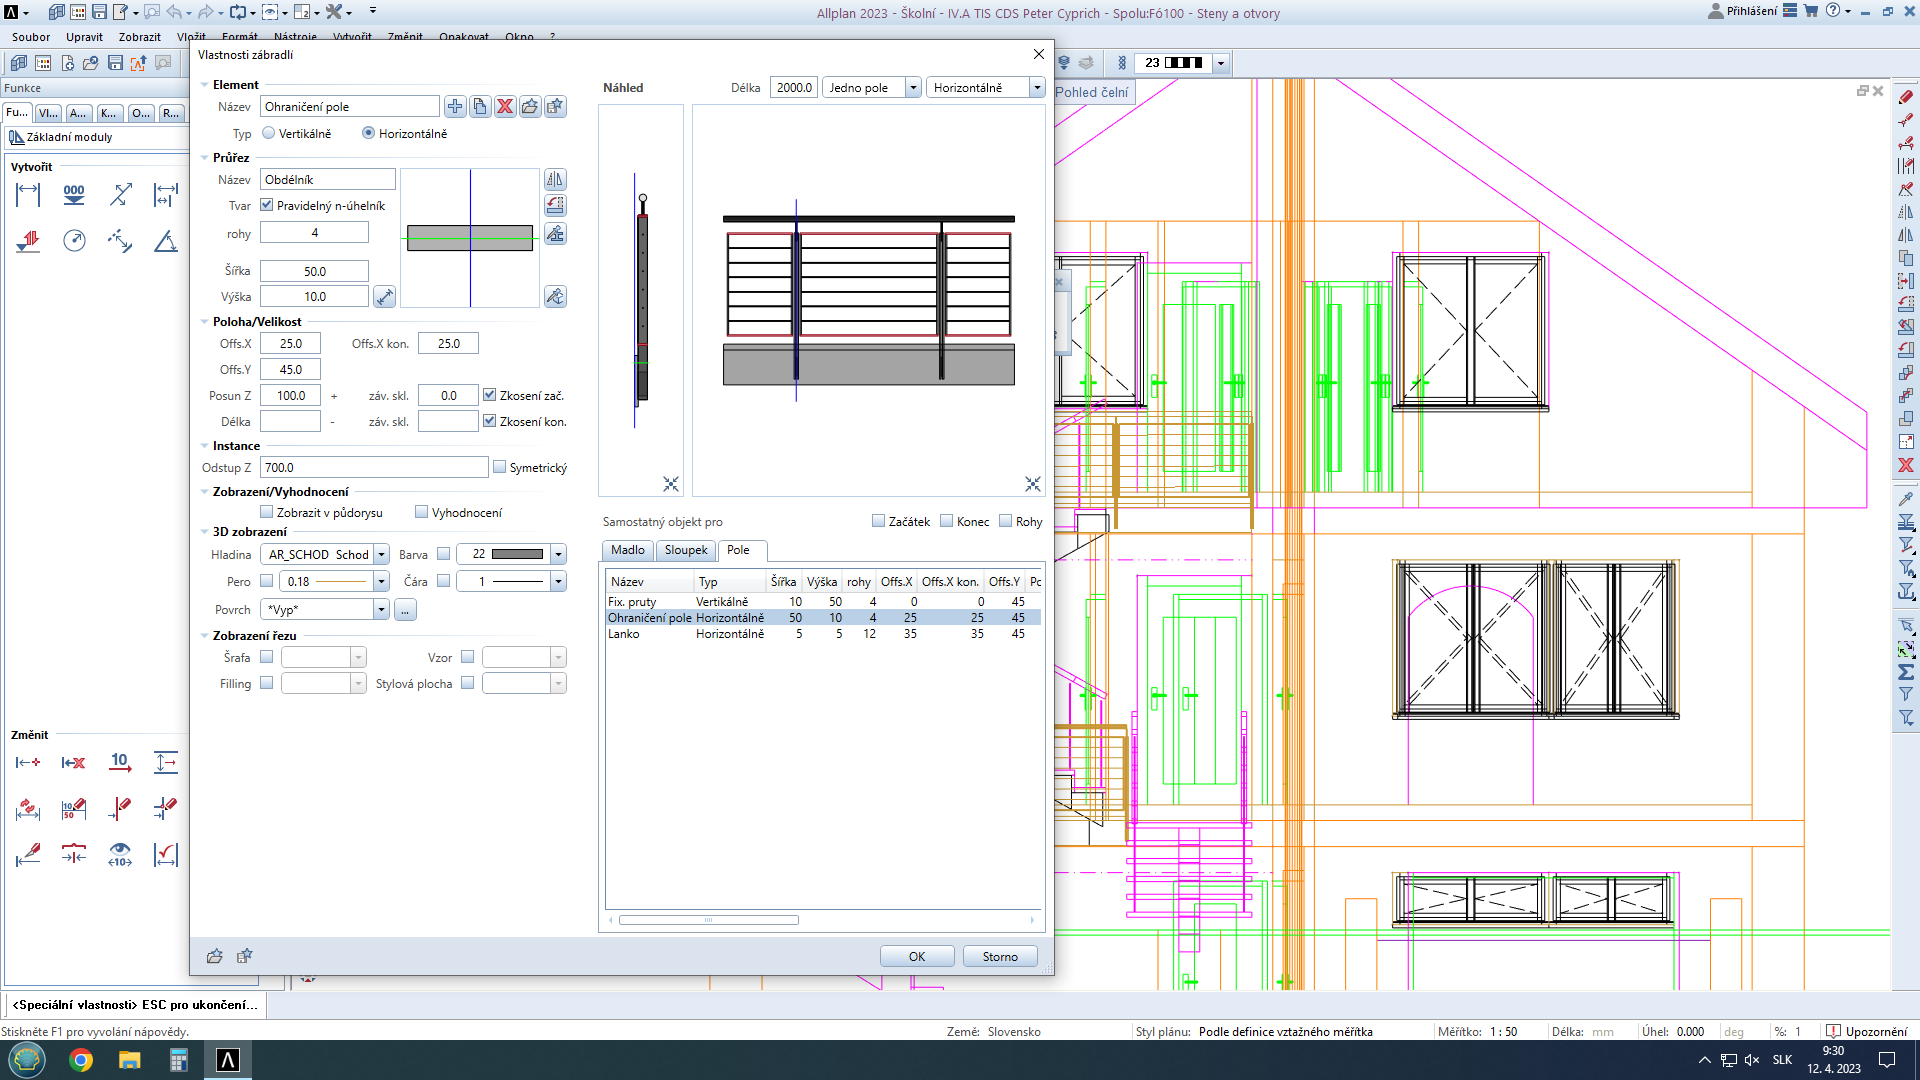 Allplan 2023 - Školní - IV.A TIS CDS Peter Cyprich - Spolu:Fó100 - Steny a otvory
Přihlášení
Soubor Upravit Zobrazit Vložit Formát Nástroje Vytvořit Změnit Opakovat Okno ?
23
Funkce
Fu... Vl... A... K... O... R...
Základní moduly
Vytvořit
000
Změnit
10
10
50
‹10›
Pohled čelní
Vlastnosti zábradlí
Element
Název Ohraničení pole
Typ Vertikálně Horizontálně
Průřez
Název Obdélník
Tvar Pravidelný n-úhelník
rohy 4
Šířka 50.0
Výška 10.0
Poloha/Velikost
Offs.X 25.0 Offs.X kon. 25.0
Offs.Y 45.0
Posun Z 100.0 + záv. skl. 0.0 Zkosení zač.
Délka - záv. skl. Zkosení kon.
Instance
Odstup Z 700.0 Symetrický
Zobrazení/Vyhodnocení
Zobrazit v půdorysu Vyhodnocení
3D zobrazení
Hladina AR_SCHOD Schod Barva 22
Pero 0.18 Čára 1
Povrch *Vyp* ...
Zobrazení řezu
Šrafa Vzor
Filling Stylová plocha
Náhled Délka 2000.0 Jedno pole Horizontálně
Samostatný objekt pro Začátek Konec Rohy
Madlo Sloupek Pole
Název Typ Šířka Výška rohy Offs.X Offs.X kon. Offs.Y Po
Fix. pruty Vertikálně 10 50 4 0 0 45
Ohraničení pole Horizontálně 50 10 4 25 25 45
Lanko Horizontálně 5 5 12 35 35 45
OK Storno
<Speciální vlastnosti> ESC pro ukončení...
Stiskněte F1 pro vyvolání nápovědy.
Země: Slovensko Styl plánu: Podle definice vztažného měřítka Měřítko: 1 : 50 Délka: mm Úhel: 0.000 deg %: 1 Upozornění
SLK
9:30
12. 4. 2023